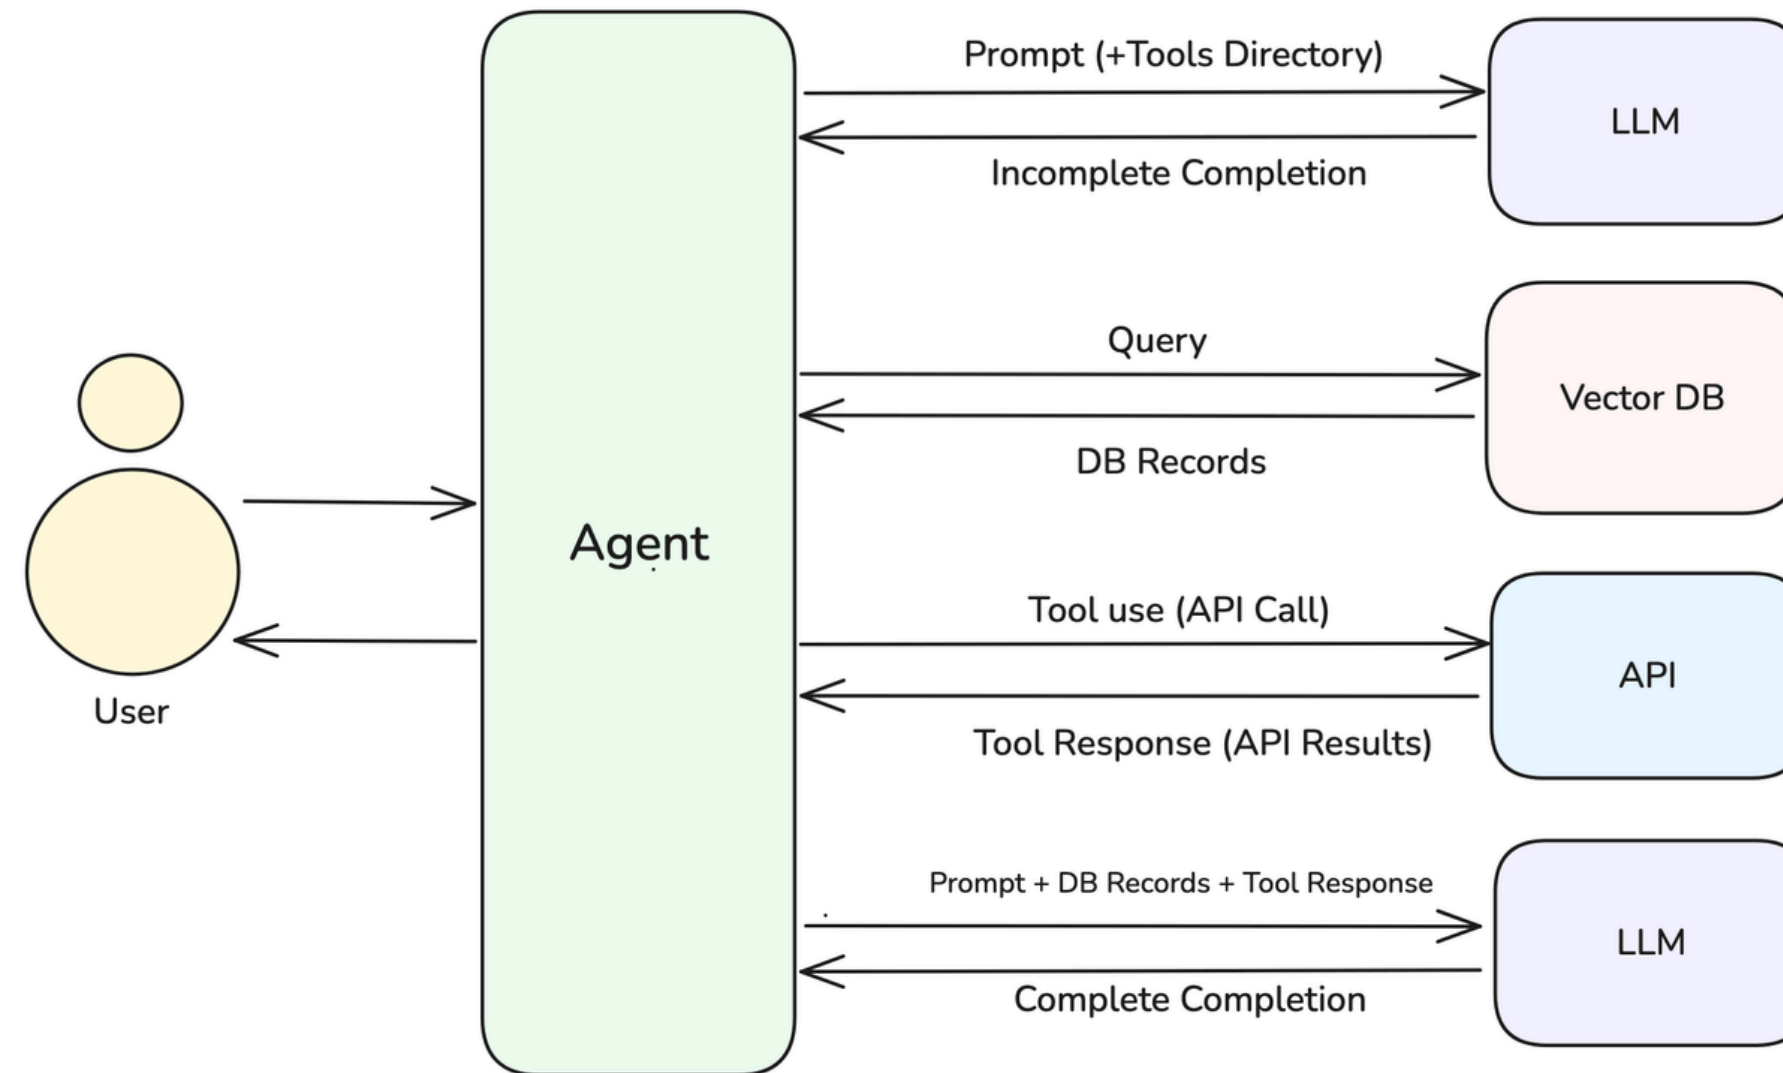 Prompt (+Tools Directory)
LLM
Incomplete Completion
Query
Vector DB
DB Records
Agent
Tool use (API Call)
API
User
Tool Response (API Results)
Prompt + DB Records + Tool Response
LLM
Complete Completion